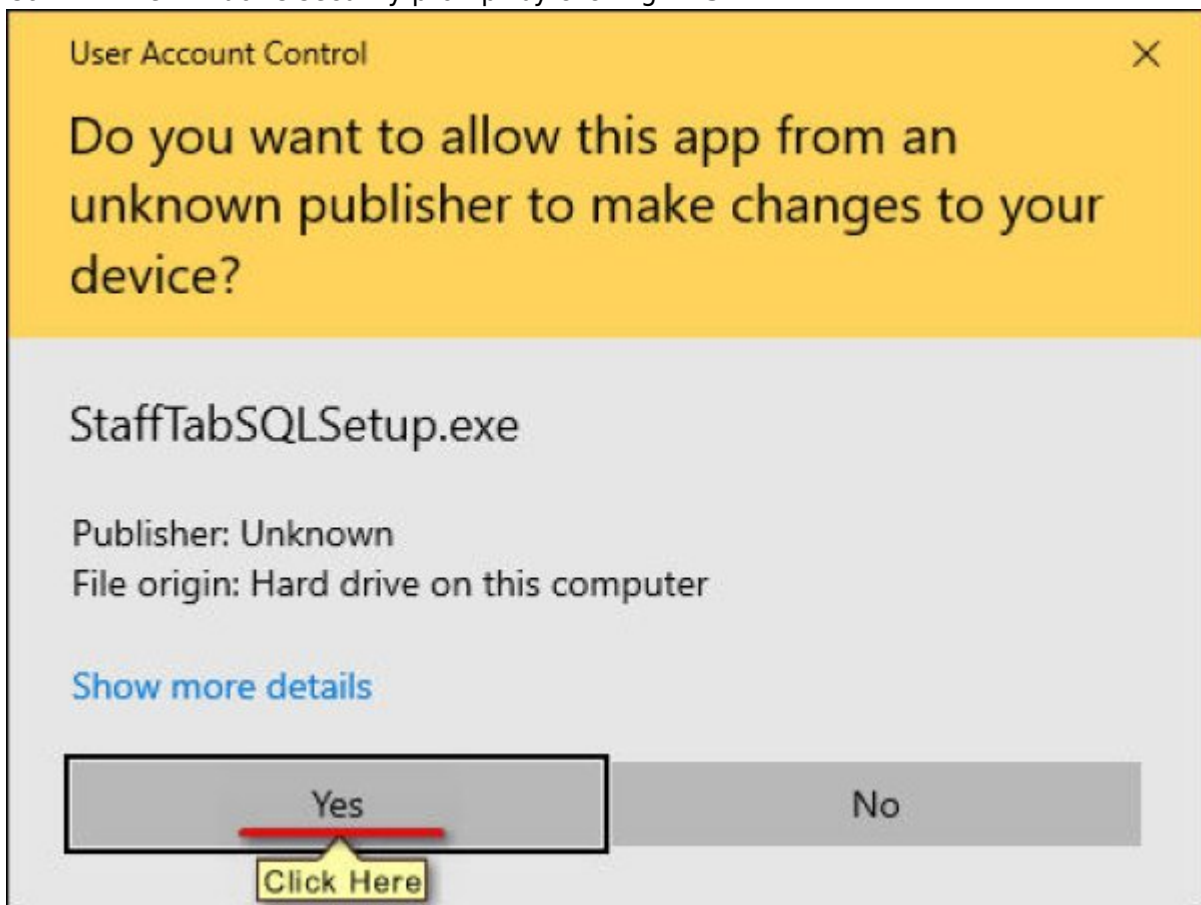 User Account Control
Do you want to allow this app from an
unknown publisher to make changes to your
device?
StaffTabSQLSetup.exe
Publisher: Unknown
File origin: Hard drive on this computer
Show more details
Yes
No
Click Here